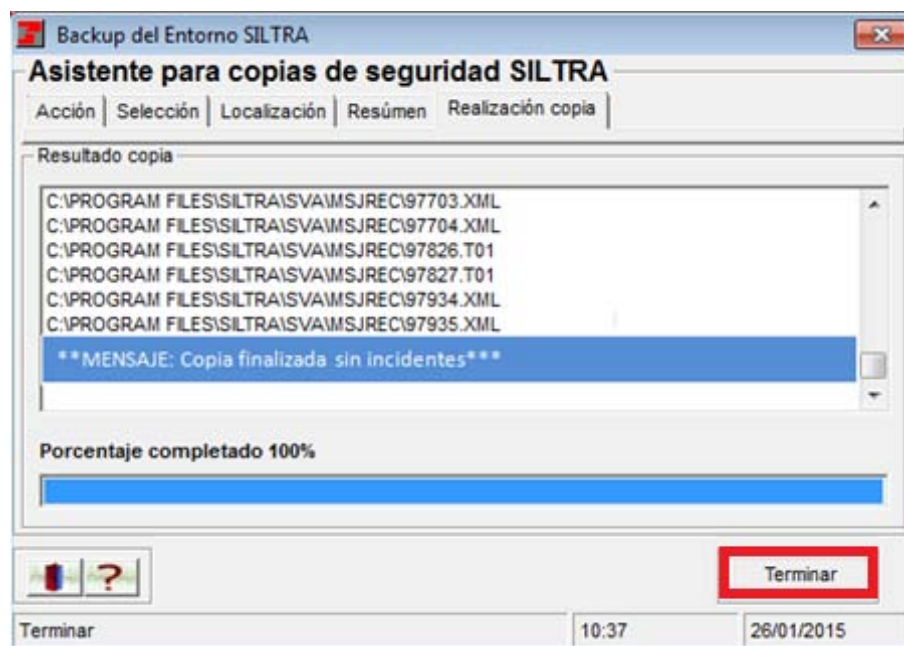 Backup del Entorno SILTRA
Asistente para copias de seguridad SILTRA
Acción Selección Localización Resúmen Realización copia
Resultado copia
C:\PROGRAM FILES\SILTRA\SVA\MSJREC\97703.XML
C:\PROGRAM FILES\SILTRA\SVA\MSJREC\97704.XML
C:\PROGRAM FILES\SILTRA\SVA\MSJREC\97826.T01
C:\PROGRAM FILES\SILTRA\SVA\MSJREC\97827.T01
C:\PROGRAM FILES\SILTRA\SVA\MSJREC\97934.XML
C:\PROGRAM FILES\SILTRA\SVA\MSJREC\97935.XML
**MENSAJE: Copia finalizada sin incidentes***
Porcentaje completado 100%
?
Terminar
Terminar 10:37 26/01/2015